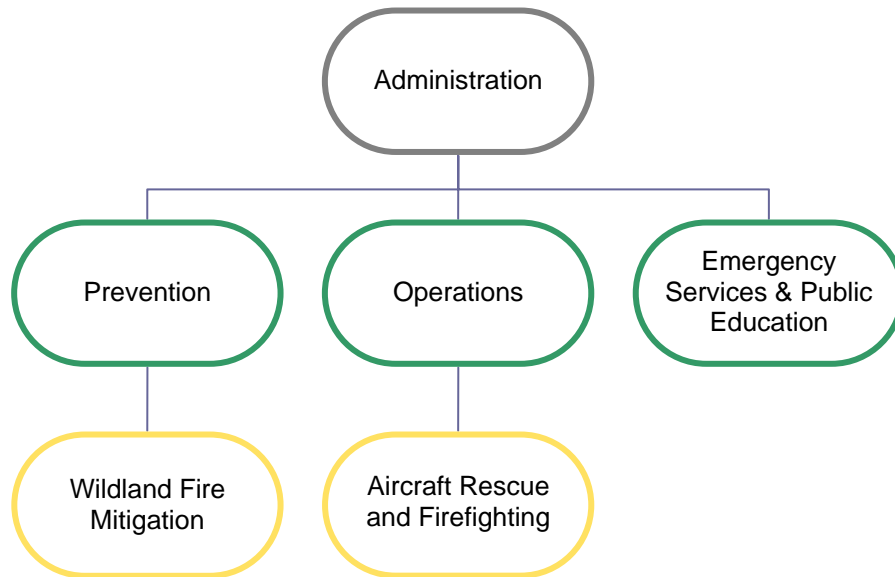 Administration
Prevention
Operations
Emergency
Services & Public
Education
Wildland Fire
Mitigation
Aircraft Rescue
and Firefighting